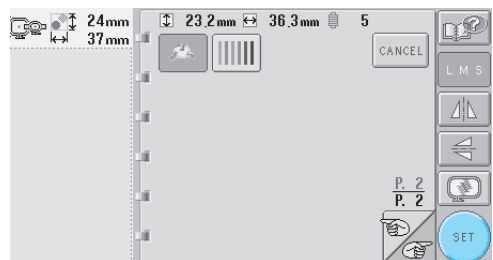 24mm
37mm
23,2mm 36,3mm 5
CANCEL
L M S
P. 2
P. 2
SET